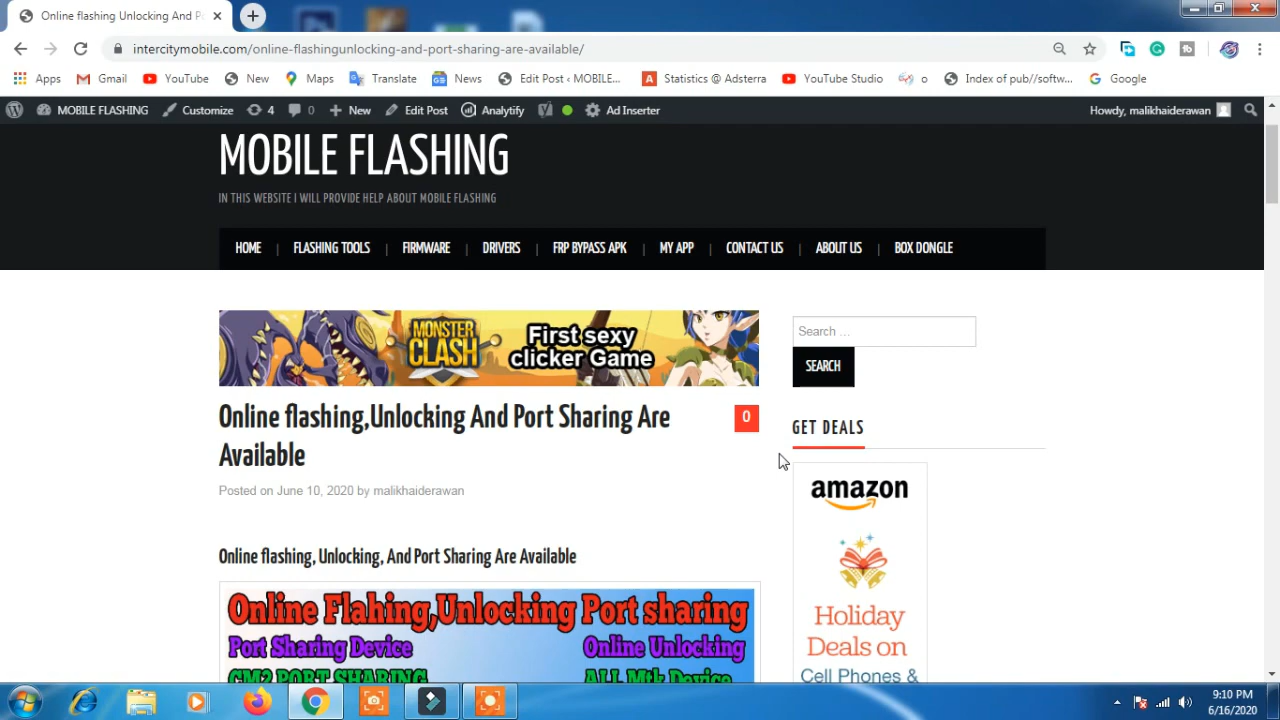 Online flashing Unlocking And P
intercitymobile.com/online-flashingunlocking-and-port-sharing-are-available/
Apps Gmail YouTube New Maps Translate News Edit Post ‹ MOBILE... Statistics @ Adsterra YouTube Studio o Index of pub//softw... Google
MOBILE FLASHING Customize 4 0 New Edit Post Analytify Ad Inserter Howdy, malikhaiderawan
MOBILE FLASHING
IN THIS WEBSITE I WILL PROVIDE HELP ABOUT MOBILE FLASHING
HOME FLASHING TOOLS FIRMWARE DRIVERS FRP BYPASS APK MY APP CONTACT US ABOUT US BOX DONGLE
MONSTER CLASH
First sexy
clicker Game
Search ...
SEARCH
Online flashing,Unlocking And Port Sharing Are
Available
0
Posted on June 10, 2020 by malikhaiderawan
GET DEALS
amazon
Holiday
Deals on
Cell Phones &
Online flashing, Unlocking, And Port Sharing Are Available
Online Flahing,Unlocking Port sharing
Port Sharing Device Online Unlocking
CM2 PORT SHARING ALL Mtk Device
9:10 PM
6/16/2020